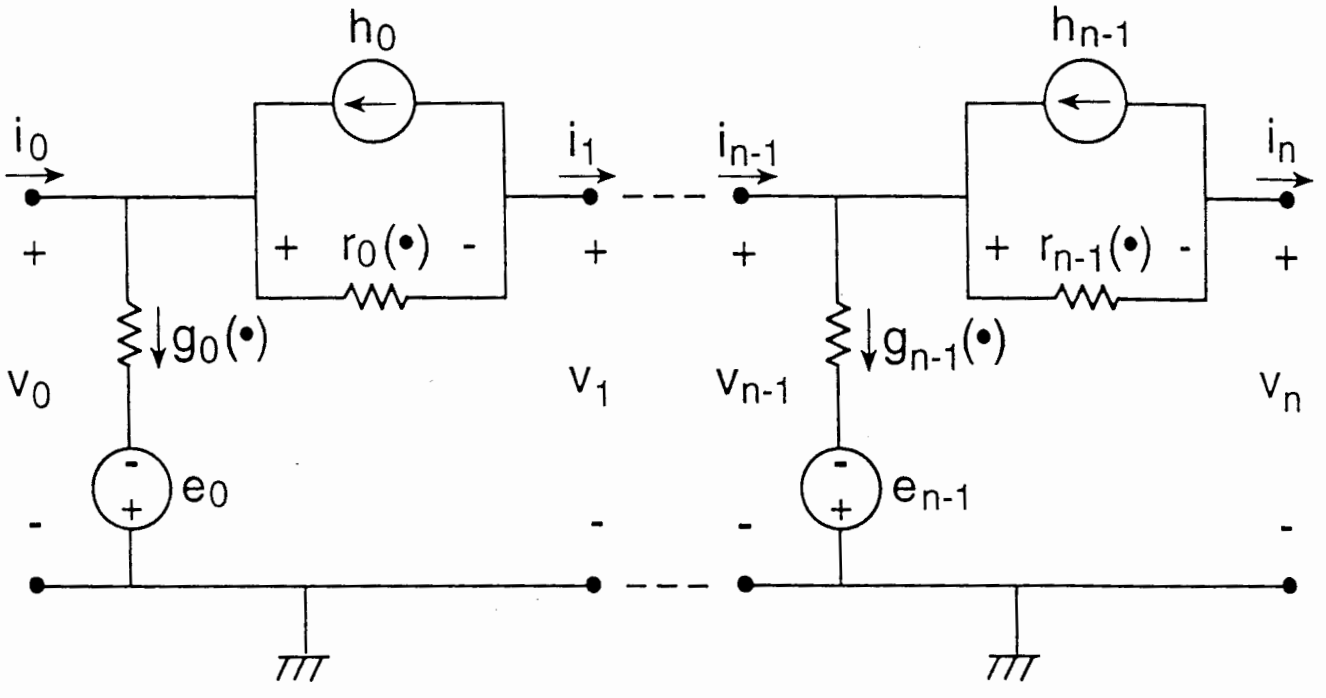 h₀ hₙ₋₁
i₀ i₁ iₙ₋₁ iₙ
+ + r₀(•) - + + + rₙ₋₁(•) - +
g₀(•) gₙ₋₁(•)
v₀ v₁ vₙ₋₁ vₙ
- e₀ - eₙ₋₁
- + - - + -